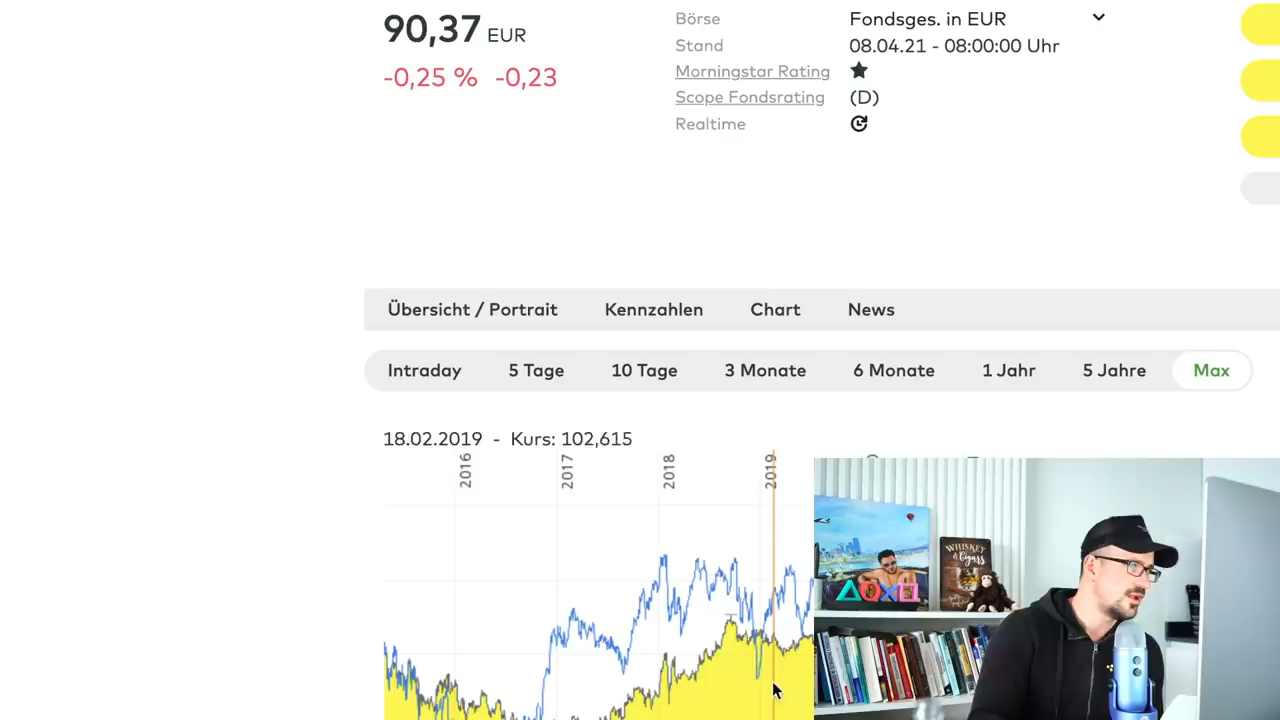 90,37 EUR
-0,25 % -0,23
Börse Fondsges. in EUR
Stand 08.04.21 - 08:00:00 Uhr
Morningstar Rating
Scope Fondsrating (D)
Realtime
Übersicht / Portrait Kennzahlen Chart News
Intraday 5 Tage 10 Tage 3 Monate 6 Monate 1 Jahr 5 Jahre Max
18.02.2019 - Kurs: 102,615
2016 2017 2018 2019
WHISKEY
& Cigars